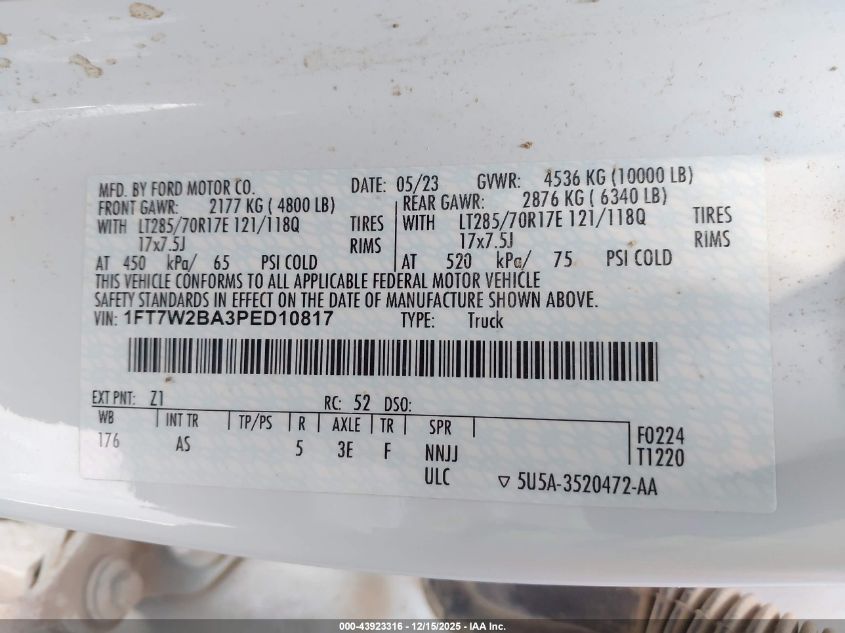 MFD. BY FORD MOTOR CO. DATE: 05/23 GVWR: 4536 KG (10000 LB)
FRONT GAWR: 2177 KG ( 4800 LB) REAR GAWR: 2876 KG ( 6340 LB)
WITH LT285/70R17E 121/118Q TIRES WITH LT285/70R17E 121/118Q TIRES
17x7.5J RIMS 17x7.5J RIMS
AT 450 kPa/ 65 PSI COLD AT 520 kPa/ 75 PSI COLD
THIS VEHICLE CONFORMS TO ALL APPLICABLE FEDERAL MOTOR VEHICLE
SAFETY STANDARDS IN EFFECT ON THE DATE OF MANUFACTURE SHOWN ABOVE.
VIN: 1FT7W2BA3PED10817 TYPE: Truck
EXT PNT: Z1 RC: 52 DSO:
WB INT TR TP/PS R AXLE TR SPR F0224
176 AS 5 3E F NNJJ T1220
ULC ▽ 5U5A-3520472-AA
000-43923316 - 12/15/2025 - IAA Inc.